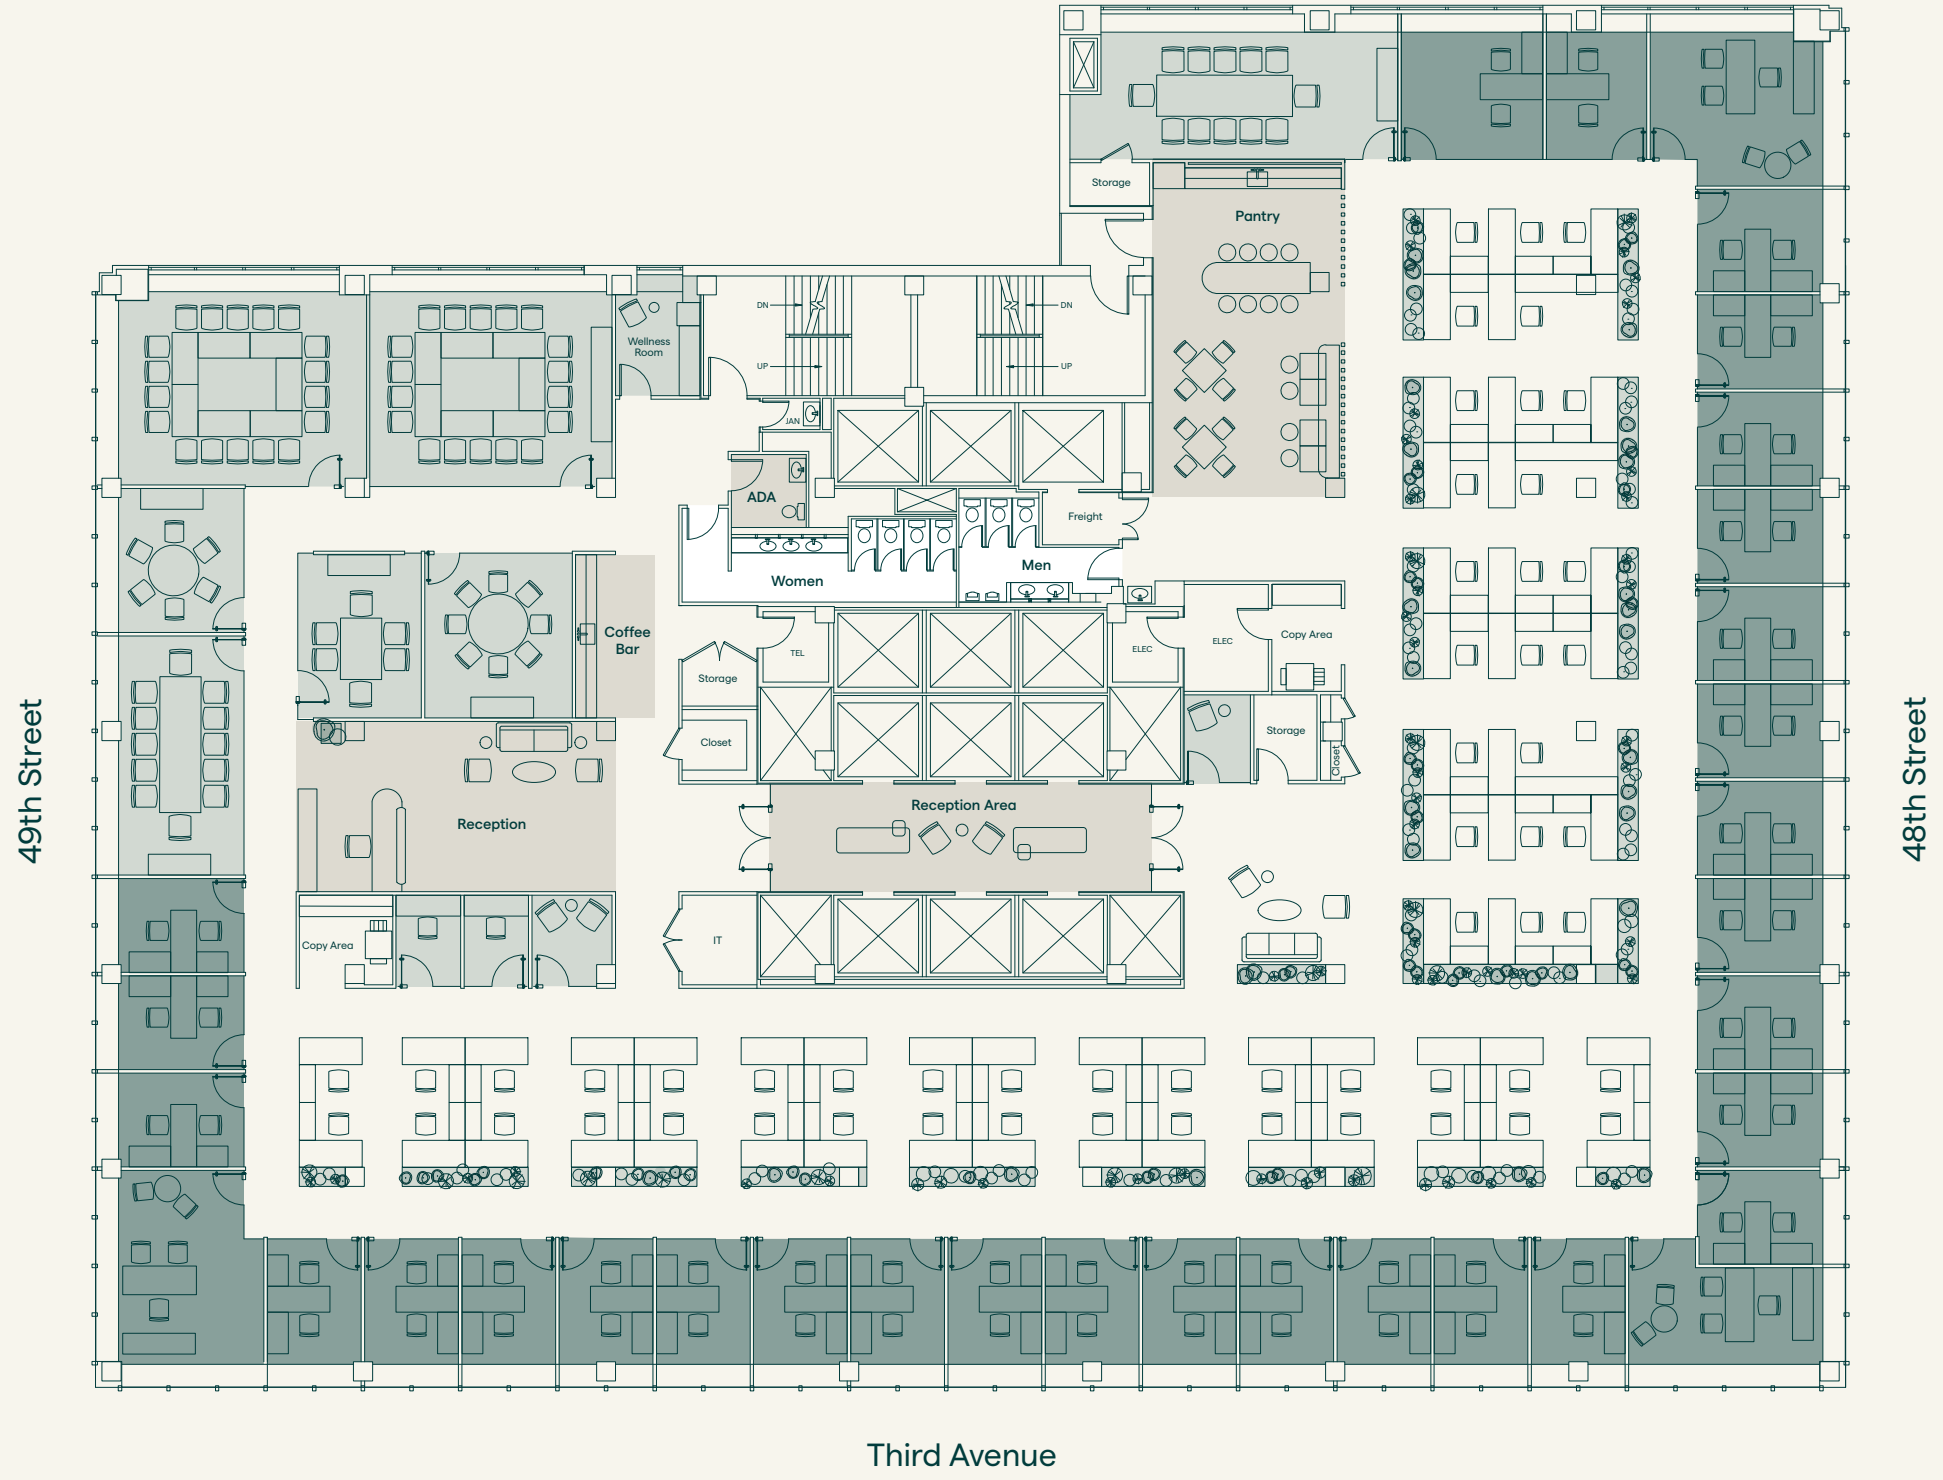 Storage
Pantry
DN
DN
Wellness
Room
UP
UP
JAN
ADA
Freight
Men
Women
Coffee
Bar
TEL
ELEC
ELEC
Copy Area
Storage
Closet
Storage
Closet
Reception Area
Reception
Copy Area
IT
49th Street
48th Street
Third Avenue